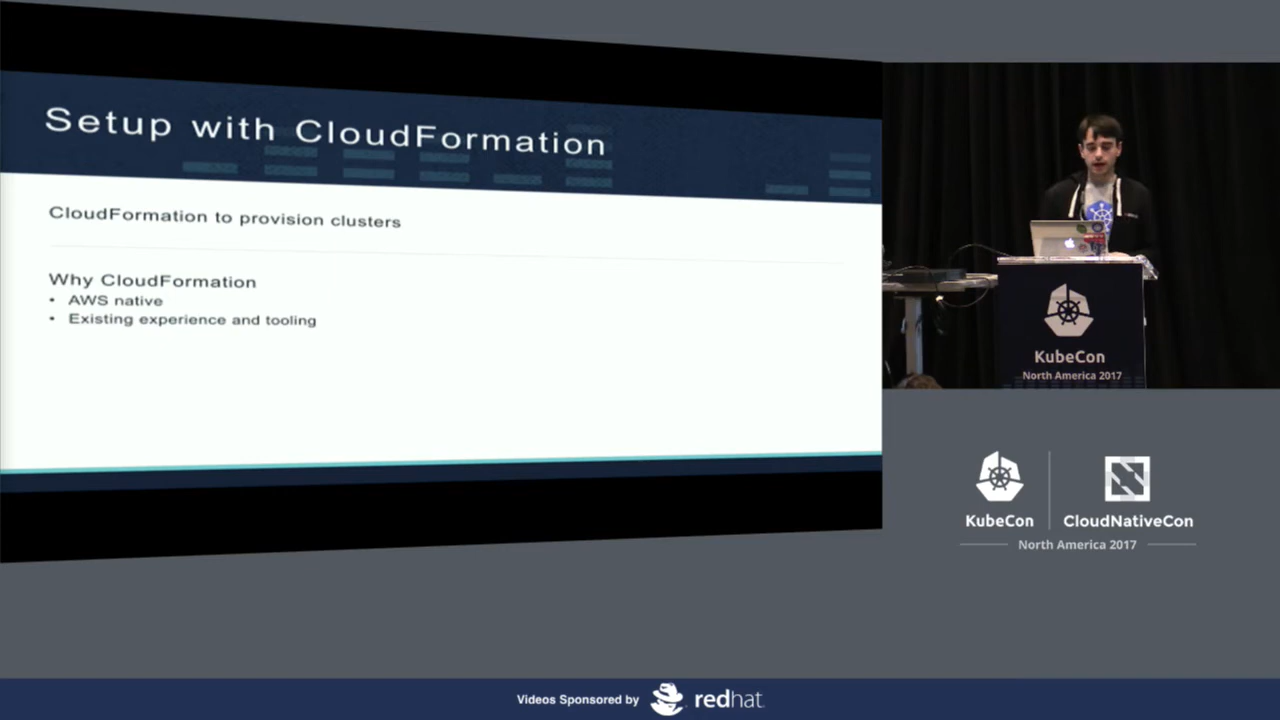 Setup with CloudFormation
CloudFormation to provision clusters
Why CloudFormation
• AWS native
• Existing experience and tooling
KubeCon
North America 2017
KubeCon
CloudNativeCon
North America 2017
Videos Sponsored by
redhat